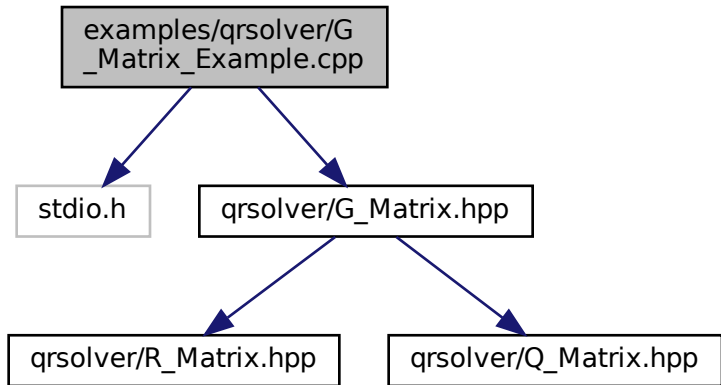 examples/qrsolver/G
_Matrix_Example.cpp
stdio.h
qrsolver/G_Matrix.hpp
qrsolver/R_Matrix.hpp
qrsolver/Q_Matrix.hpp